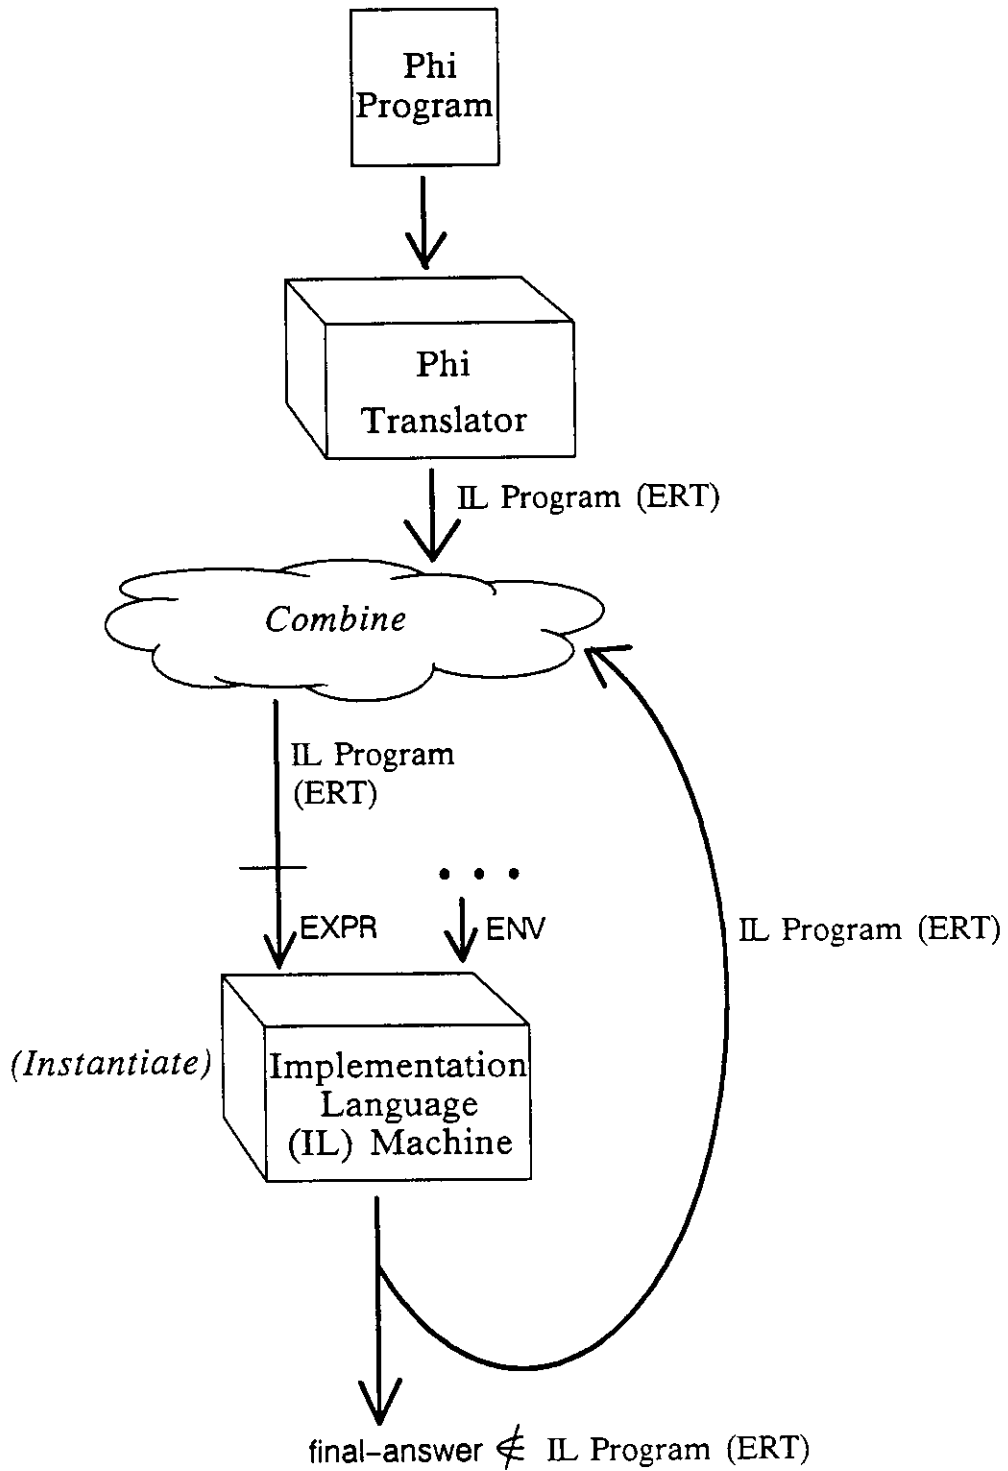 Phi
Program
Phi
Translator
IL Program (ERT)
Combine
IL Program
(ERT)
• • •
EXPR
ENV
IL Program (ERT)
(Instantiate)
Implementation
Language
(IL) Machine
final-answer ∉ IL Program (ERT)